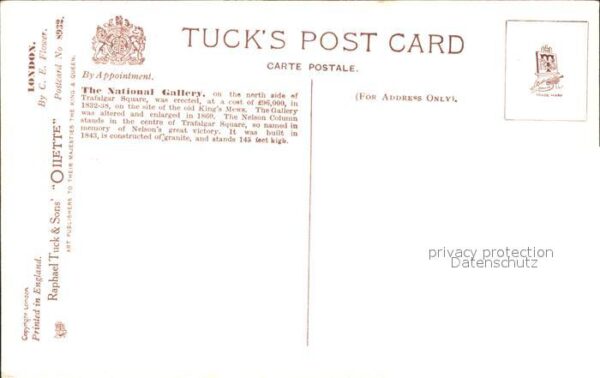 TUCK'S POST CARD
CARTE POSTALE.
By Appointment.
(FOR ADDRESS ONLY).
The National Gallery, on the north side of
Trafalgar Square, was erected, at a cost of £96,000, in
1832-38, on the site of the old King's Mews. The Gallery
was altered and enlarged in 1869. The Nelson Column
stands in the centre of Trafalgar Square, so named in
memory of Nelson's great victory. It was built in
1843, is constructed of granite, and stands 145 feet high.
LONDON.
By C. E. Flower.
Postcard No 8932
Raphael Tuck & Sons' "OILETTE"
ART PUBLISHERS TO THEIR MAJESTIES THE KING & QUEEN.
Copyright London
Printed in England.
TRADE MARK
privacy protection
Datenschutz